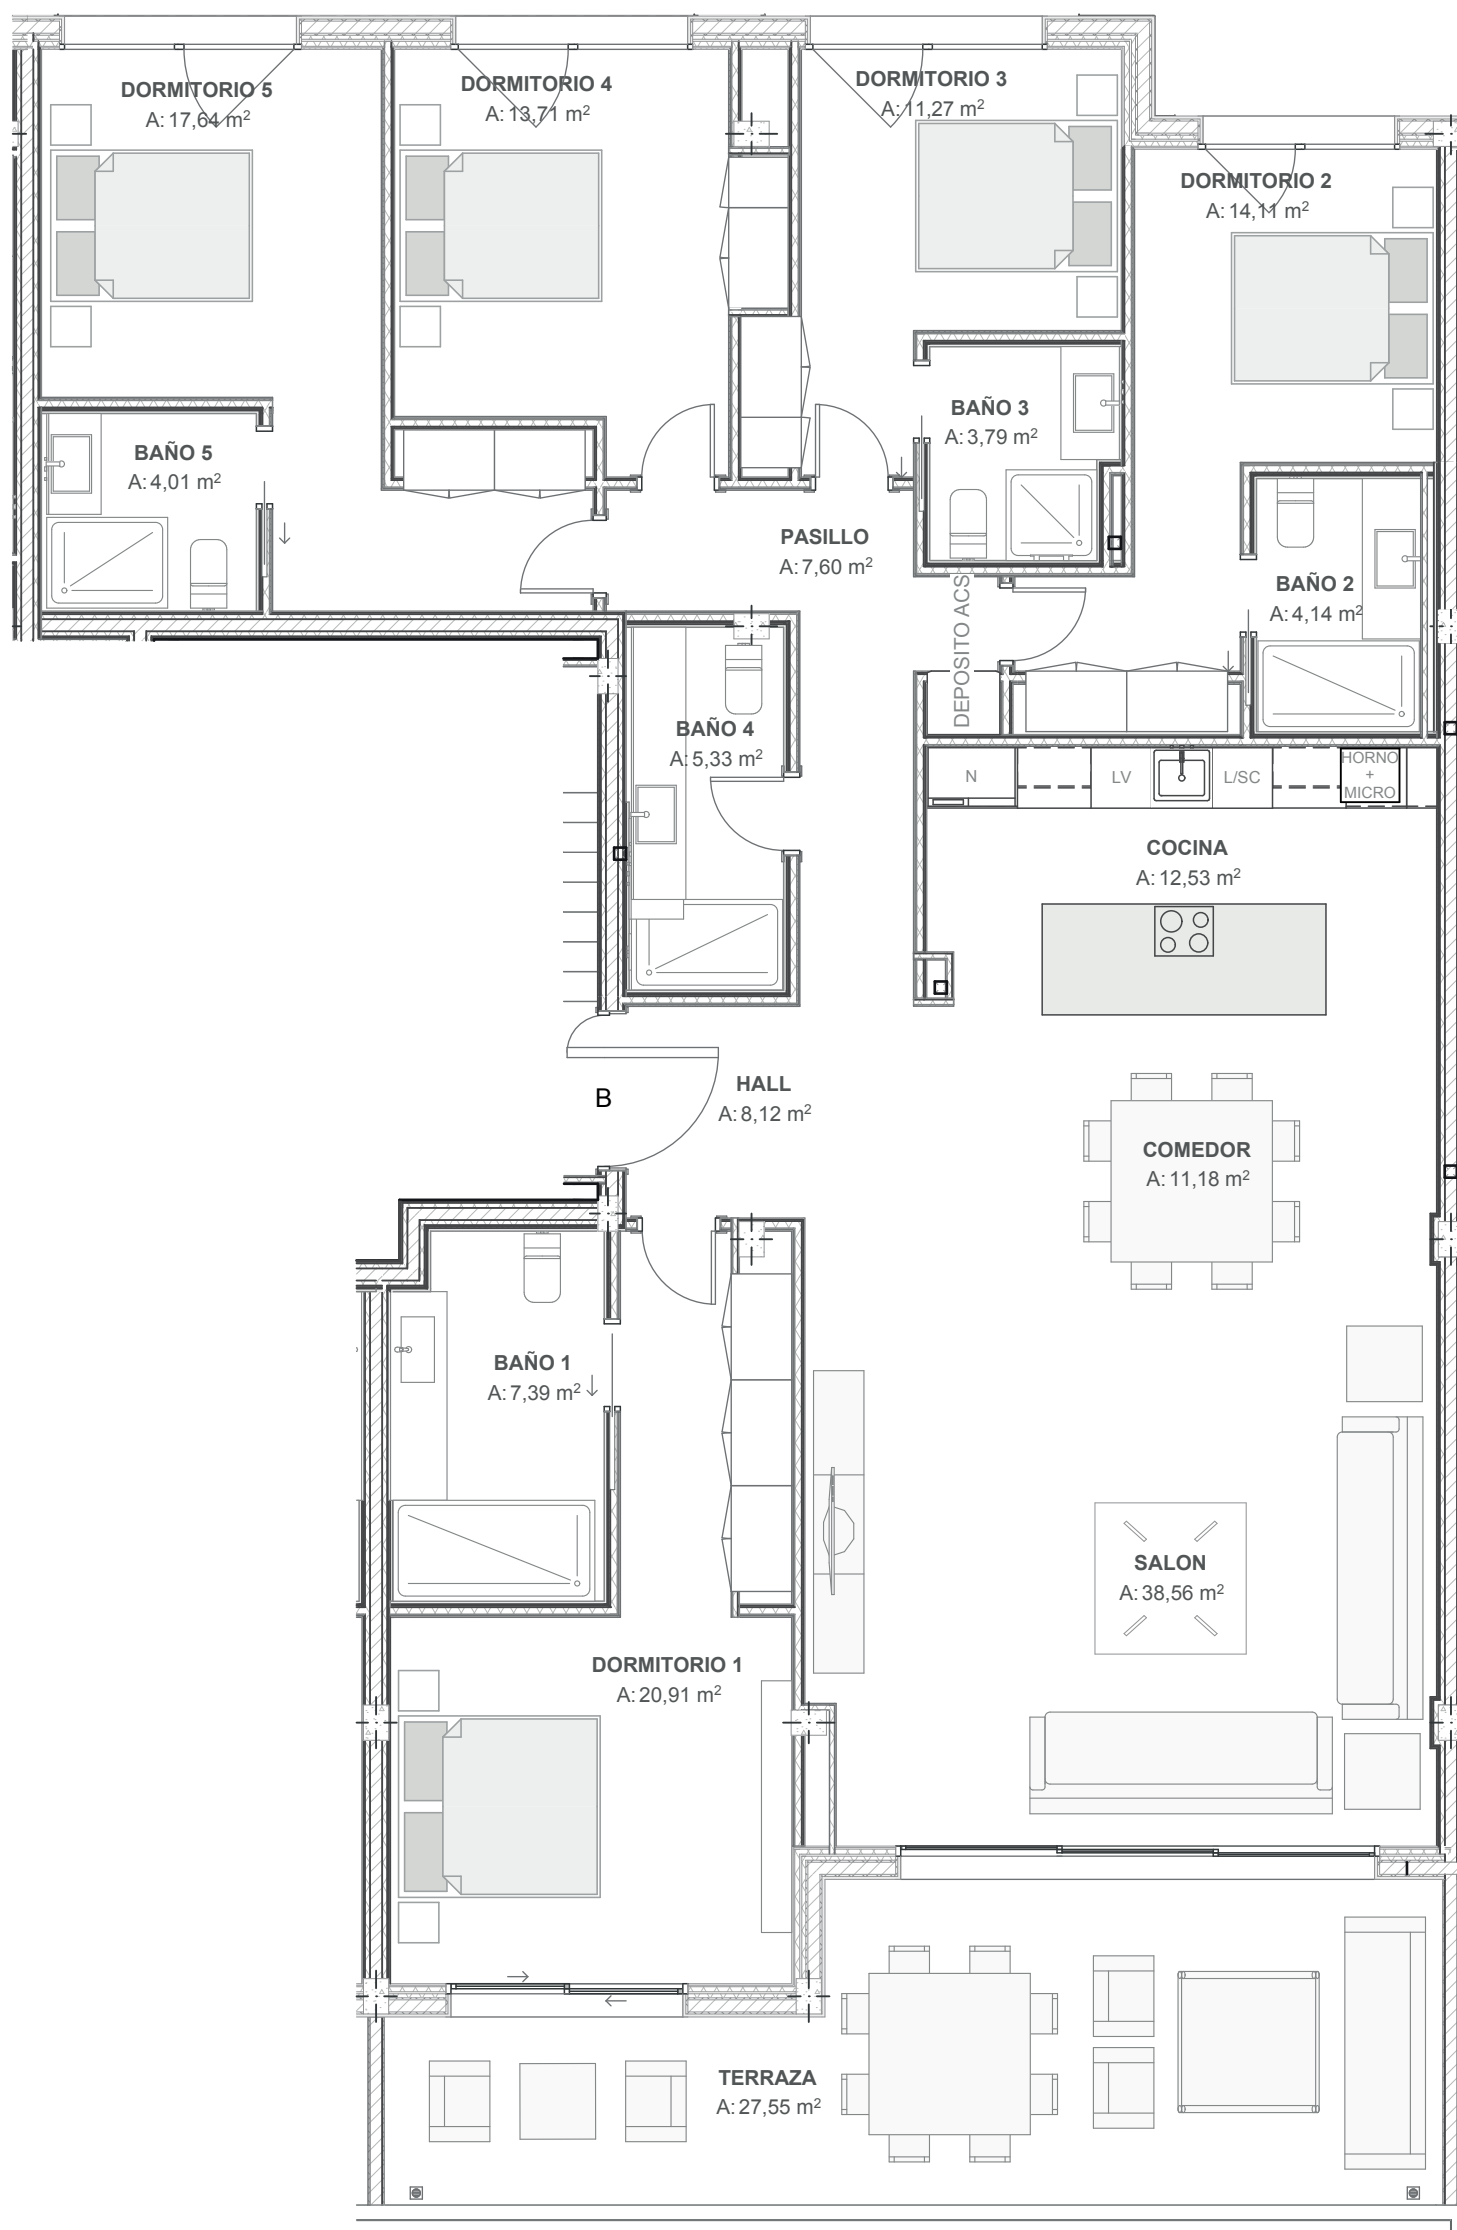 DORMITORIO 5
A: 17,64 m²
DORMITORIO 4
A: 13,71 m²
DORMITORIO 3
A: 11,27 m²
DORMITORIO 2
A: 14,11 m²
BAÑO 5
A: 4,01 m²
BAÑO 3
A: 3,79 m²
PASILLO
A: 7,60 m²
BAÑO 2
A: 4,14 m²
DEPOSITO ACS
BAÑO 4
A: 5,33 m²
N
LV
L/SC
HORNO
+
MICRO
COCINA
A: 12,53 m²
B
HALL
A: 8,12 m²
COMEDOR
A: 11,18 m²
BAÑO 1
A: 7,39 m²
SALON
A: 38,56 m²
DORMITORIO 1
A: 20,91 m²
TERRAZA
A: 27,55 m²